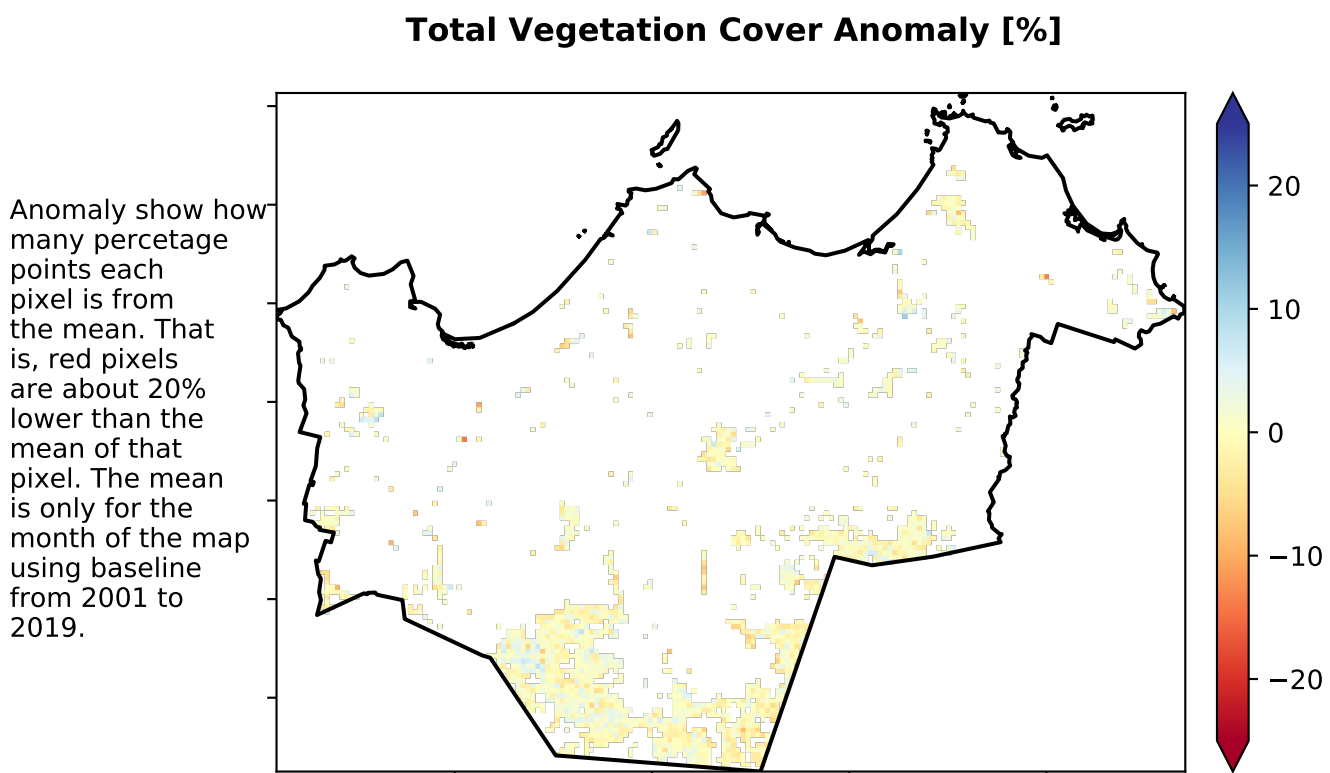 Total Vegetation Cover Anomaly [%]
Anomaly show how
many percetage
points each
pixel is from
the mean. That
is, red pixels
are about 20%
lower than the
mean of that
pixel. The mean
is only for the
month of the map
using baseline
from 2001 to
2019.
20
10
0
−10
−20